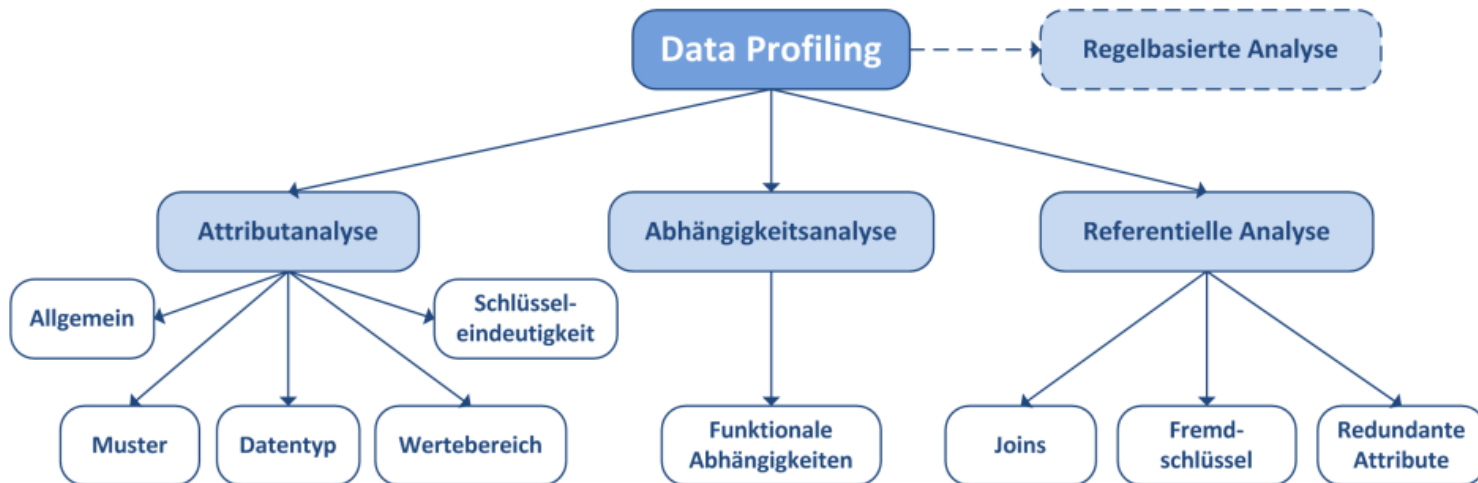 Data Profiling
Regelbasierte Analyse
Attributanalyse
Abhängigkeitsanalyse
Referentielle Analyse
Allgemein
Schlüssel-
eindeutigkeit
Muster
Datentyp
Wertebereich
Funktionale
Abhängigkeiten
Joins
Fremd-
schlüssel
Redundante
Attribute